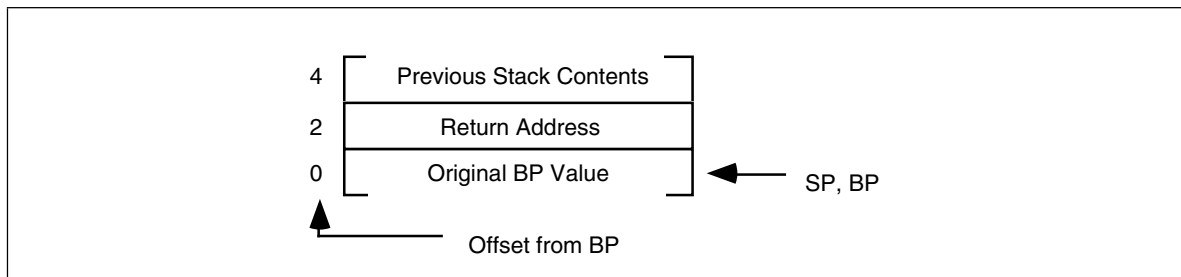 4 Previous Stack Contents
2 Return Address
0 Original BP Value
SP, BP
Offset from BP